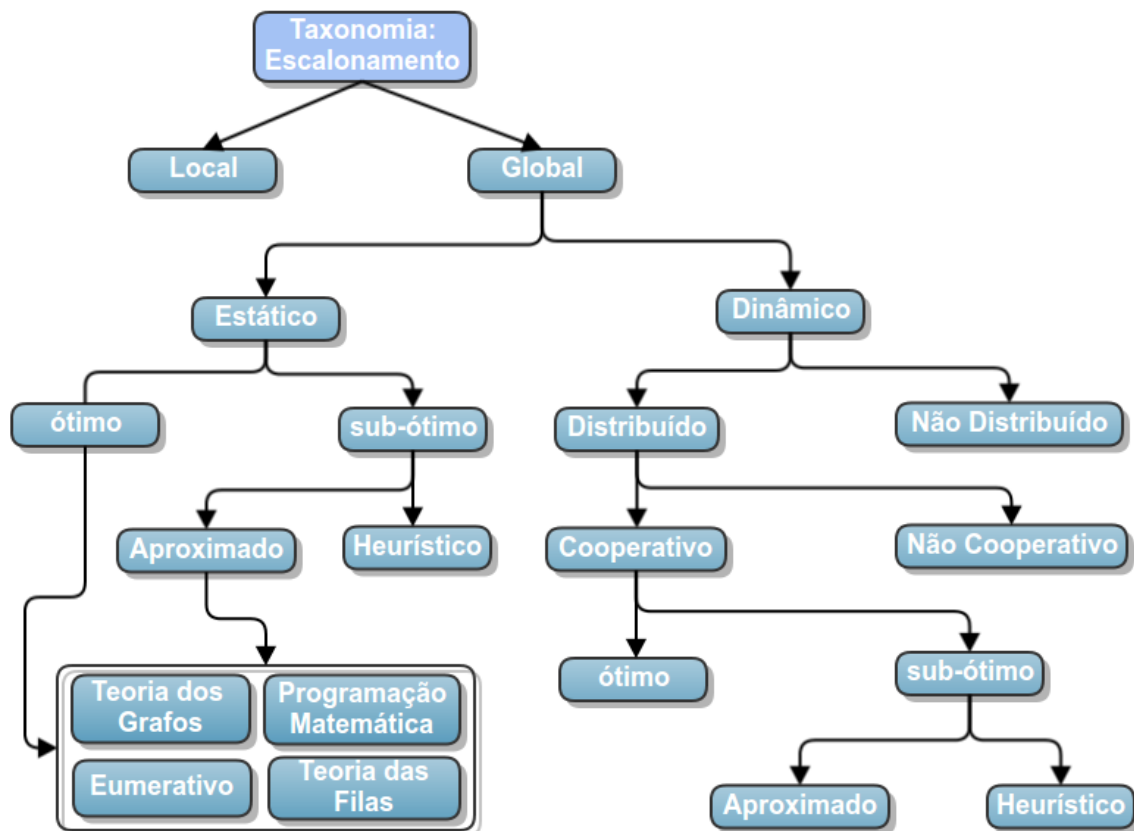 Taxonomia:
Escalonamento
Local
Global
Estático
Dinâmico
ótimo
sub-ótimo
Distribuído
Não Distribuído
Aproximado
Heurístico
Cooperativo
Não Cooperativo
ótimo
sub-ótimo
Teoria dos
Grafos
Programação
Matemática
Eumerativo
Teoria das
Filas
Aproximado
Heurístico